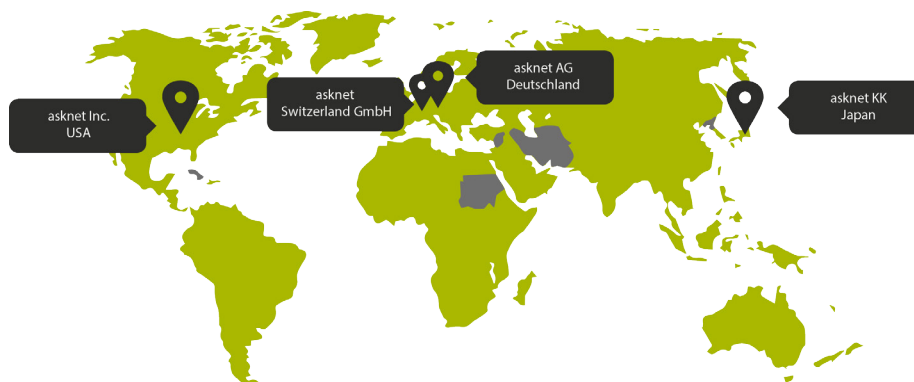 asknet Inc.
USA
asknet
Switzerland GmbH
asknet AG
Deutschland
asknet KK
Japan